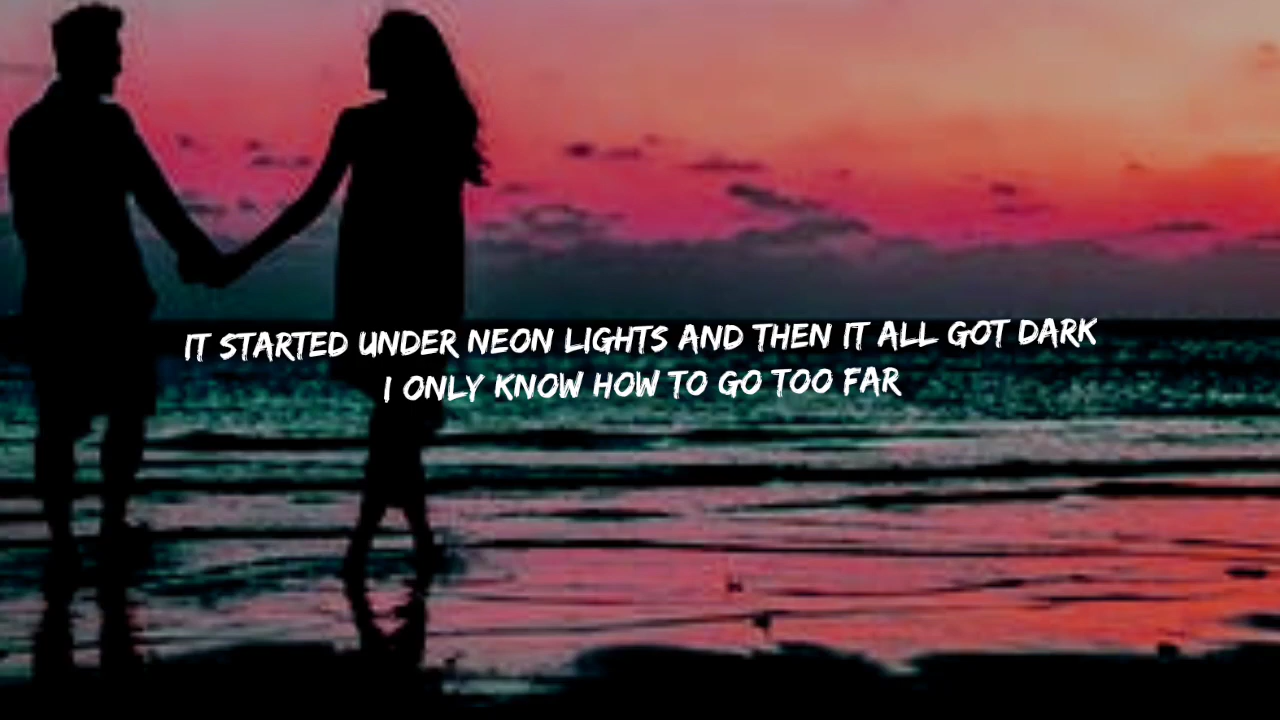 IT STARTED UNDER NEON LIGHTS AND THEN IT ALL GOT DARK
I ONLY KNOW HOW TO GO TOO FAR